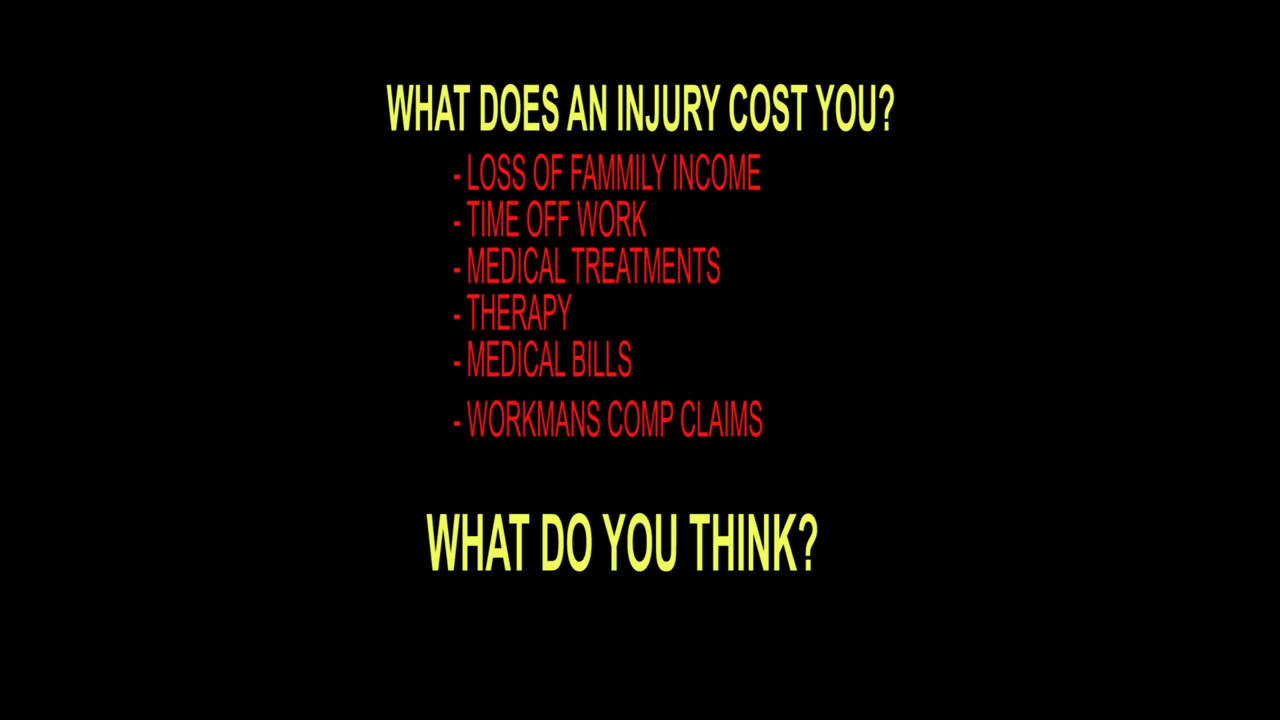 WHAT DOES AN INJURY COST YOU?
- LOSS OF FAMMILY INCOME
- TIME OFF WORK
- MEDICAL TREATMENTS
- THERAPY
- MEDICAL BILLS
- WORKMANS COMP CLAIMS
WHAT DO YOU THINK?